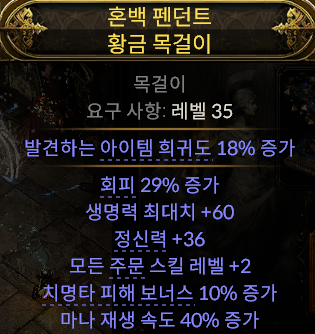 혼백 펜던트
황금 목걸이
목걸이
요구 사항: 레벨 35
발견하는 아이템 희귀도 18% 증가
회피 29% 증가
생명력 최대치 +60
정신력 +36
모든 주문 스킬 레벨 +2
치명타 피해 보너스 10% 증가
마나 재생 속도 40% 증가